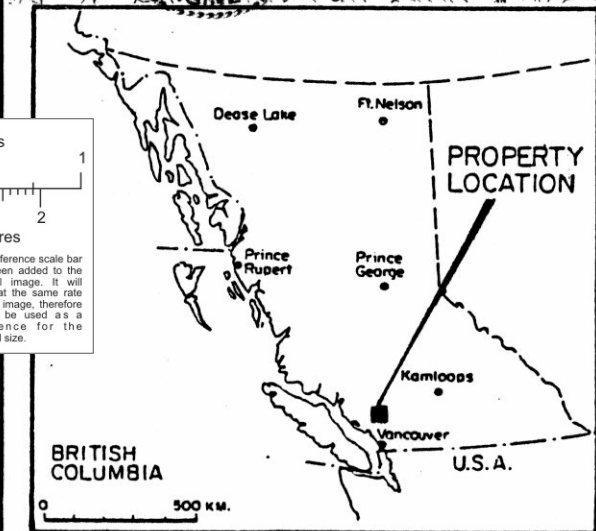 s
1
2
res
ference scale bar
een added to the
l image. It will
at the same rate
image, therefore
be used as a
ence for the
l size.
Dease Lake
Ft. Nelson
PROPERTY
LOCATION
Prince
Rupert
Prince
George
Kamloops
Vancouver
U.S.A.
BRITISH
COLUMBIA
0 500 KM.